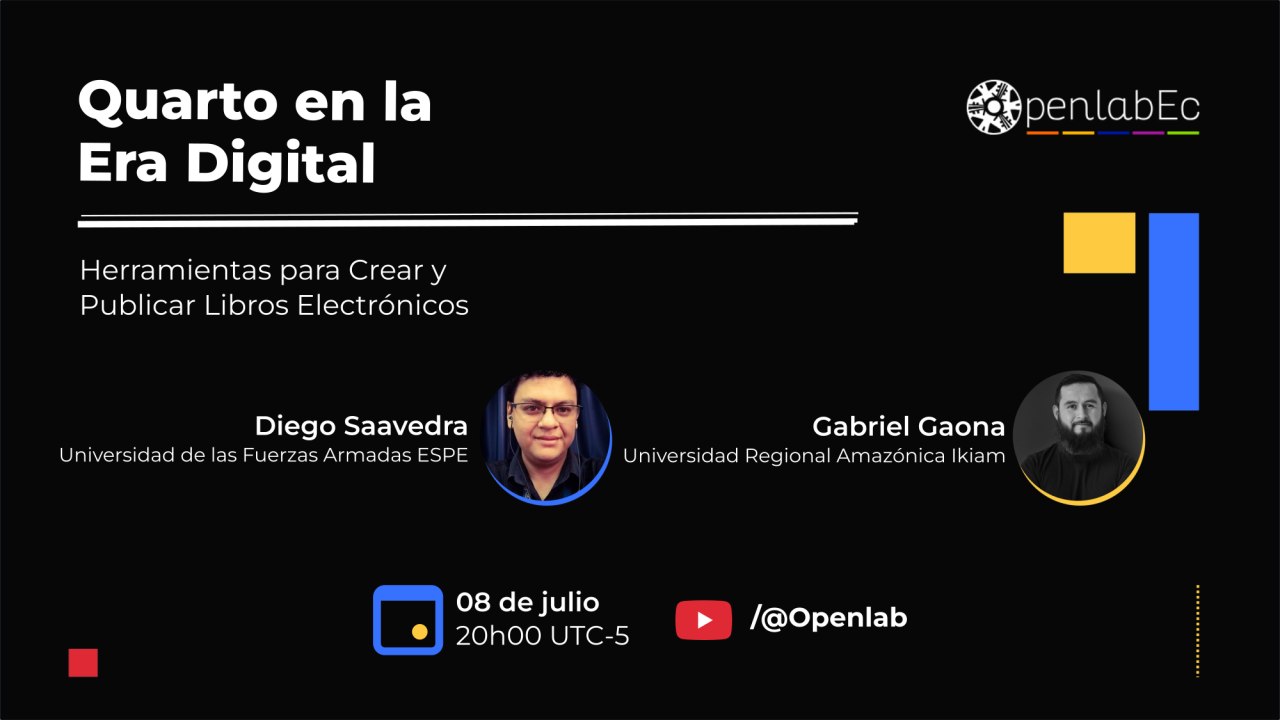 Quarto en la
Era Digital
penlabEc
Herramientas para Crear y
Publicar Libros Electrónicos
Diego Saavedra
Universidad de las Fuerzas Armadas ESPE
Gabriel Gaona
Universidad Regional Amazónica Ikiam
08 de julio
20h00 UTC-5
/@Openlab